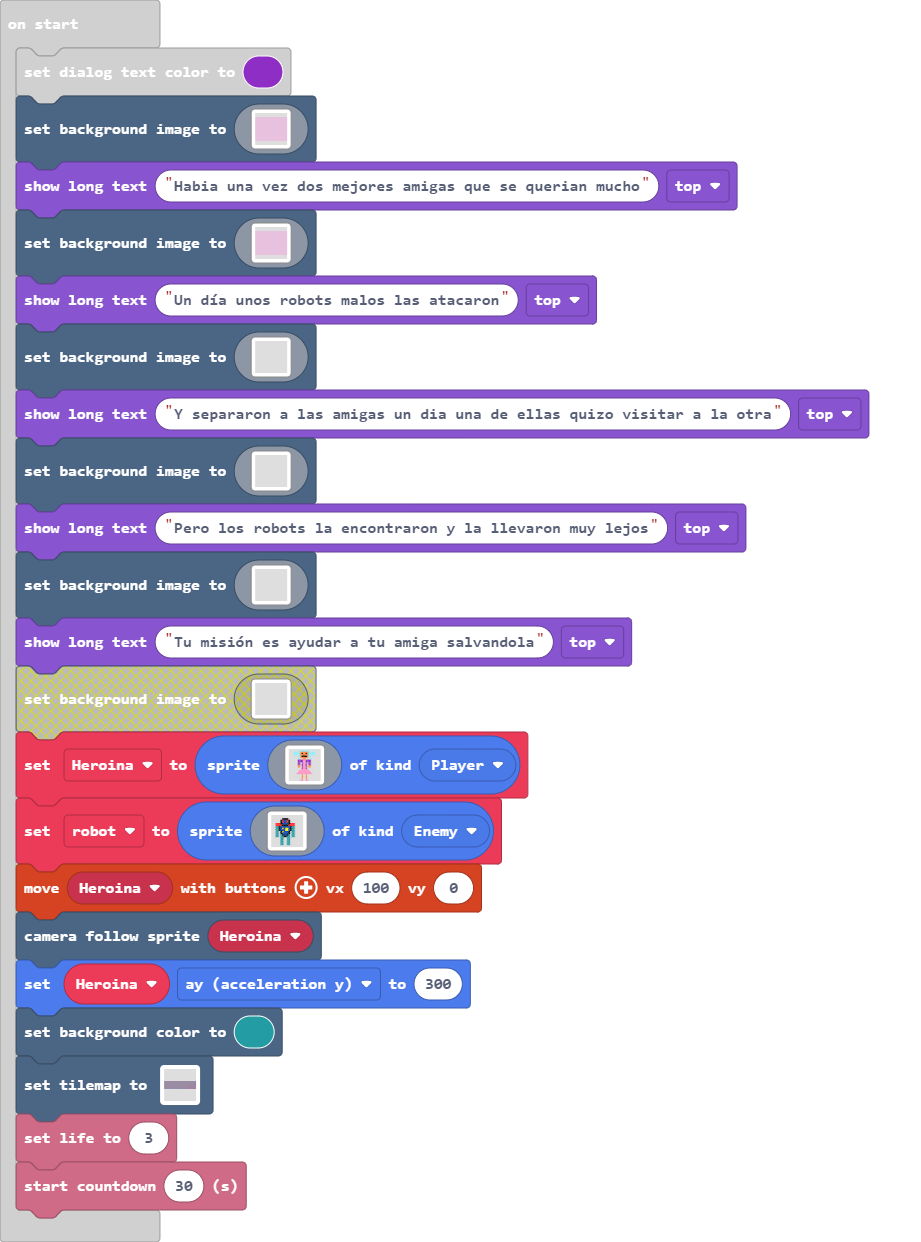 on start
set dialog text color to
set background image to
show long text "Habia una vez dos mejores amigas que se querian mucho" top
set background image to
show long text "Un día unos robots malos las atacaron" top
set background image to
show long text "Y separaron a las amigas un dia una de ellas quizo visitar a la otra" top
set background image to
show long text "Pero los robots la encontraron y la llevaron muy lejos" top
set background image to
show long text "Tu misión es ayudar a tu amiga salvandola" top
set background image to
set Heroina to sprite of kind Player
set robot to sprite of kind Enemy
move Heroina with buttons vx 100 vy 0
camera follow sprite Heroina
set Heroina ay (acceleration y) to 300
set background color to
set tilemap to
set life to 3
start countdown 30 (s)